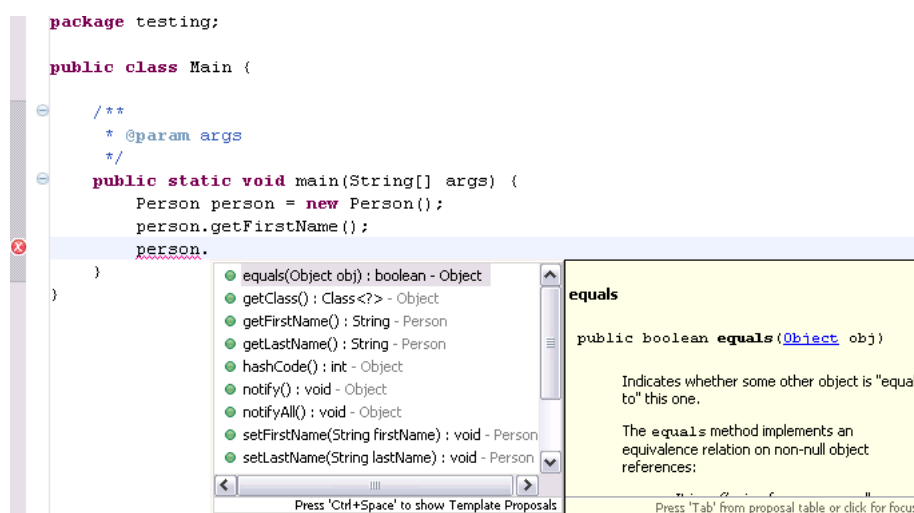 package testing;
public class Main {
/**
* @param args
*/
public static void main(String[] args) {
Person person = new Person();
person.getFirstName();
person.
}
}
equals(Object obj) : boolean - Object
getClass() : Class<?> - Object
getFirstName() : String - Person
getLastName() : String - Person
hashCode() : int - Object
notify() : void - Object
notifyAll() : void - Object
setFirstName(String firstName) : void - Person
setLastName(String lastName) : void - Person
Press 'Ctrl+Space' to show Template Proposals
equals
public boolean equals(Object obj)
Indicates whether some other object is "equal
to" this one.
The equals method implements an
equivalence relation on non-null object
references:
Press 'Tab' from proposal table or click for focus